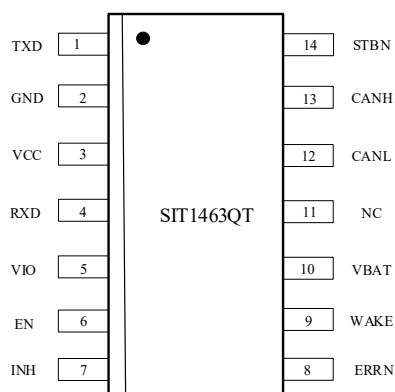 TXD 1 14 STBN
GND 2 13 CANH
VCC 3 12 CANL
RXD 4 SIT1463QT 11 NC
VIO 5 10 VBAT
EN 6 9 WAKE
INH 7 8 ERRN